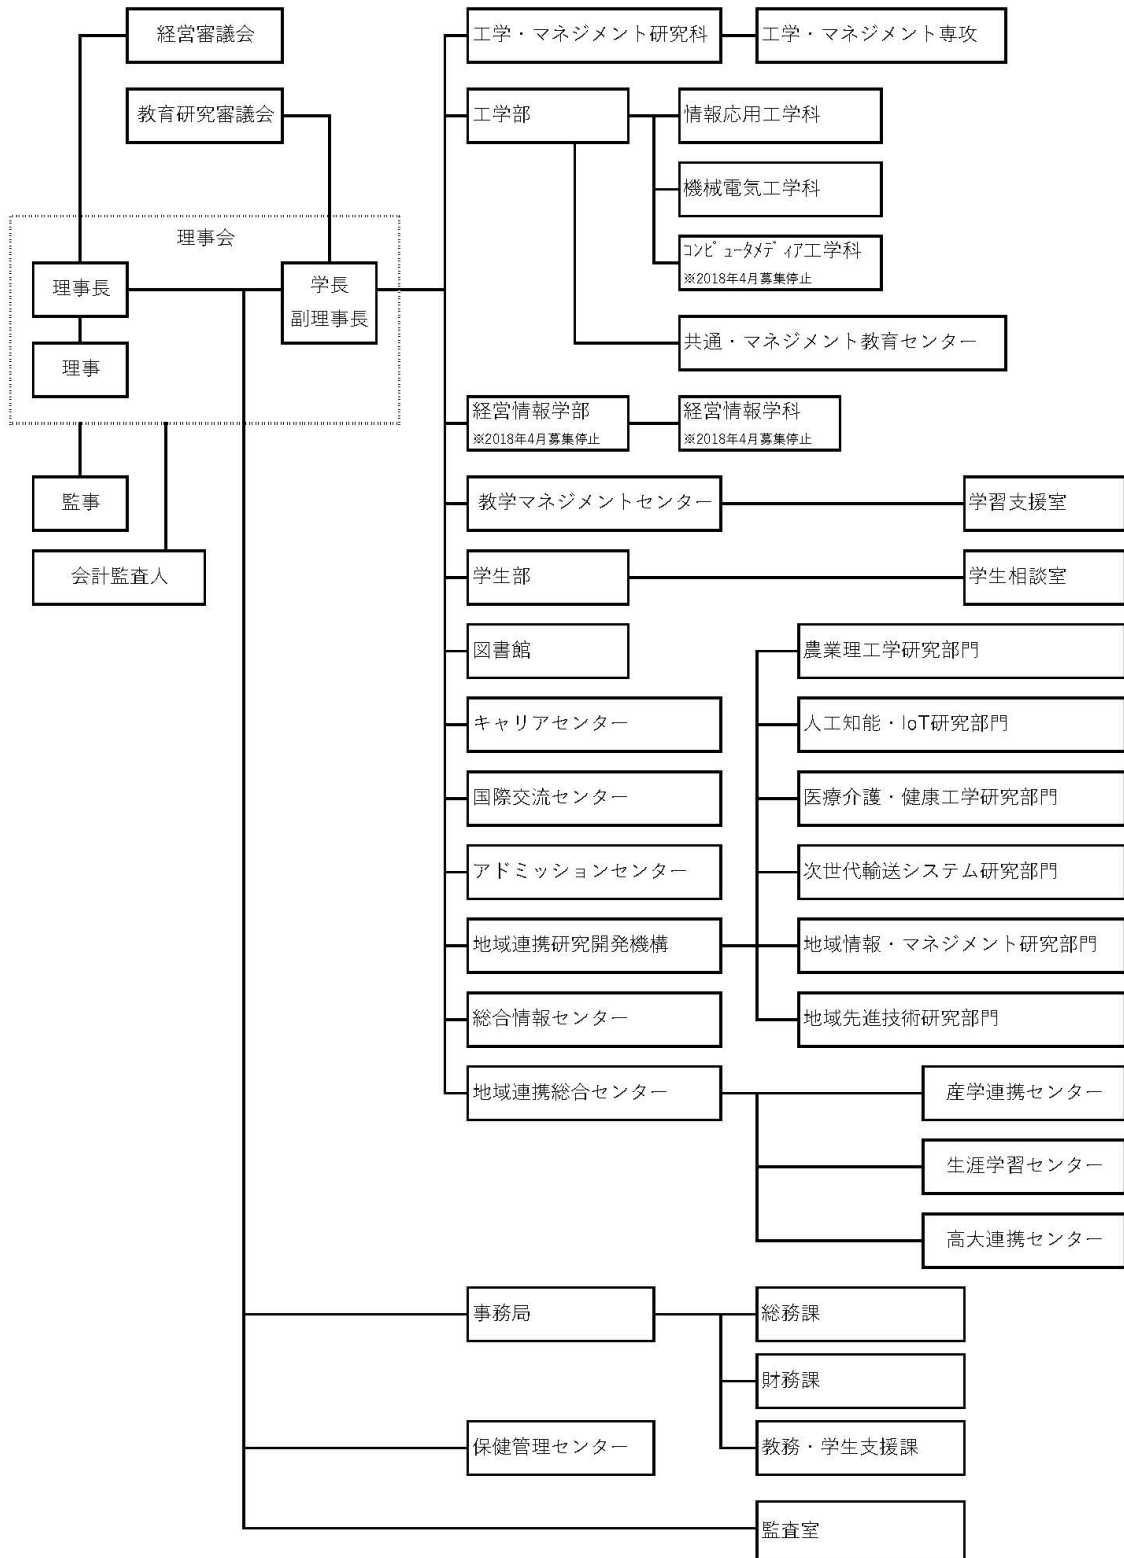 経営審議会
教育研究審議会
理事会
理事長
学長
副理事長
理事
監事
会計監査人
工学・マネジメント研究科
工学・マネジメント専攻
工学部
情報応用工学科
機械電気工学科
コンピュータメディア工学科
※2018年4月募集停止
共通・マネジメント教育センター
経営情報学部
※2018年4月募集停止
経営情報学科
※2018年4月募集停止
教学マネジメントセンター
学習支援室
学生部
学生相談室
図書館
キャリアセンター
国際交流センター
アドミッションセンター
地域連携研究開発機構
農業理工学研究部門
人工知能・IoT研究部門
医療介護・健康工学研究部門
次世代輸送システム研究部門
地域情報・マネジメント研究部門
地域先進技術研究部門
総合情報センター
地域連携総合センター
産学連携センター
生涯学習センター
高大連携センター
事務局
総務課
財務課
教務・学生支援課
保健管理センター
監査室